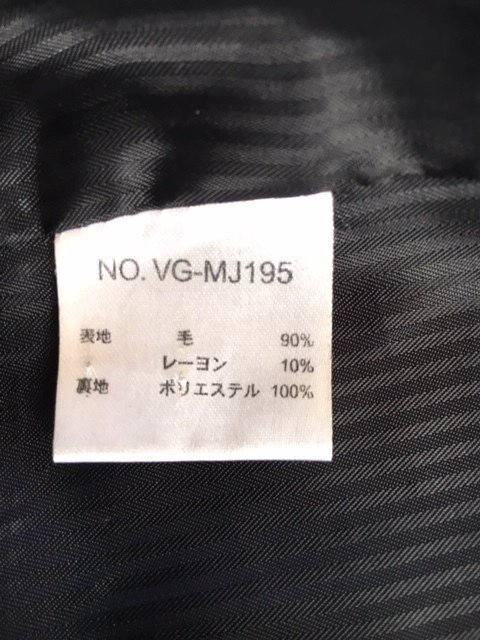 NO. VG-MJ195
表地 毛 90%
レーヨン 10%
裏地 ポリエステル 100%